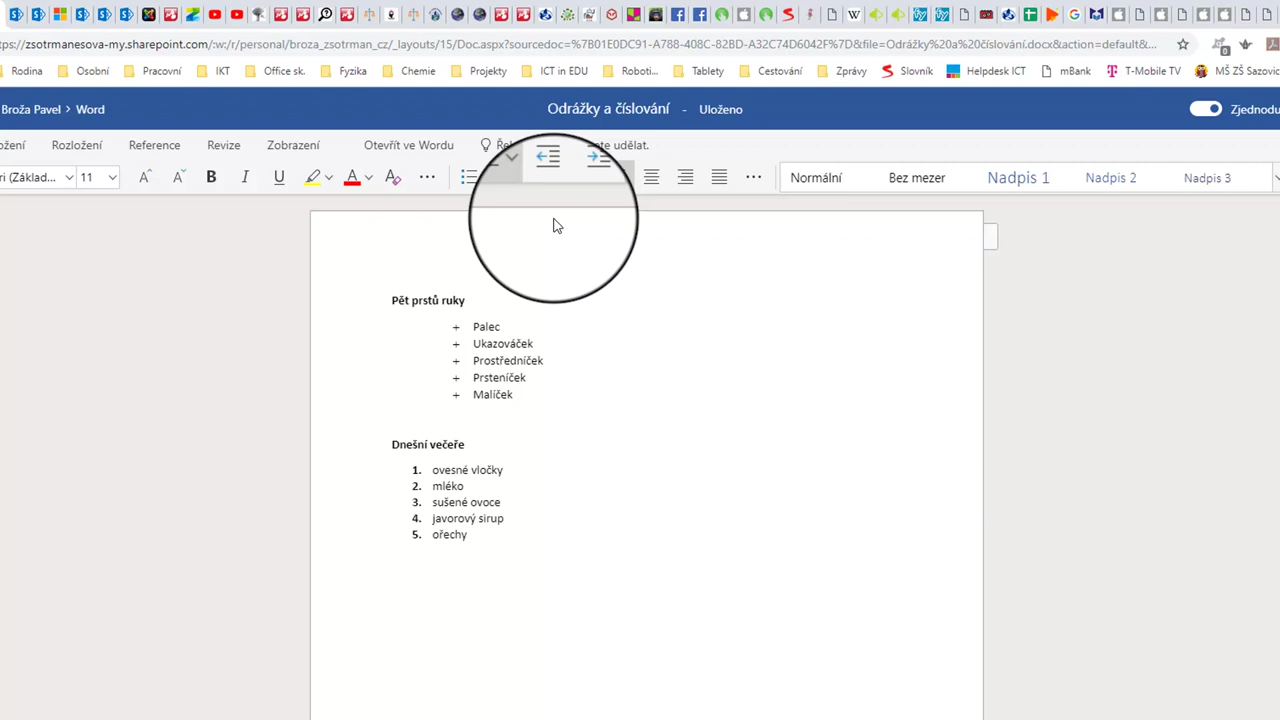 ttps://zsotrmanesova-my.sharepoint.com/:w:/r/personal/broza_zsotrman_cz/_layouts/15/Doc.aspx?sourcedoc=%7B01E0DC91-A788-408C-82BD-A32C74D6042F%7D&file=Odrážky%20a%20číslování.docx&action=default&...
Rodina Osobní Pracovní IKT Office sk. Fyzika Chemie Projekty ICT in EDU Roboti... Tablety Cestování Zprávy Slovník Helpdesk ICT mBank T-Mobile TV MŠ ZŠ Sazovic
Broža Pavel > Word Odrážky a číslování - Uloženo Zjednodu
ožení Rozložení Reference Revize Zobrazení Otevřít ve Wordu udělat.
ri (Základ... 11 A A B I U A A ... Normální Bez mezer Nadpis 1 Nadpis 2 Nadpis 3
Pět prstů ruky
+ Palec
+ Ukazováček
+ Prostředníček
+ Prsteníček
+ Malíček
Dnešní večeře
1. ovesné vločky
2. mléko
3. sušené ovoce
4. javorový sirup
5. ořechy